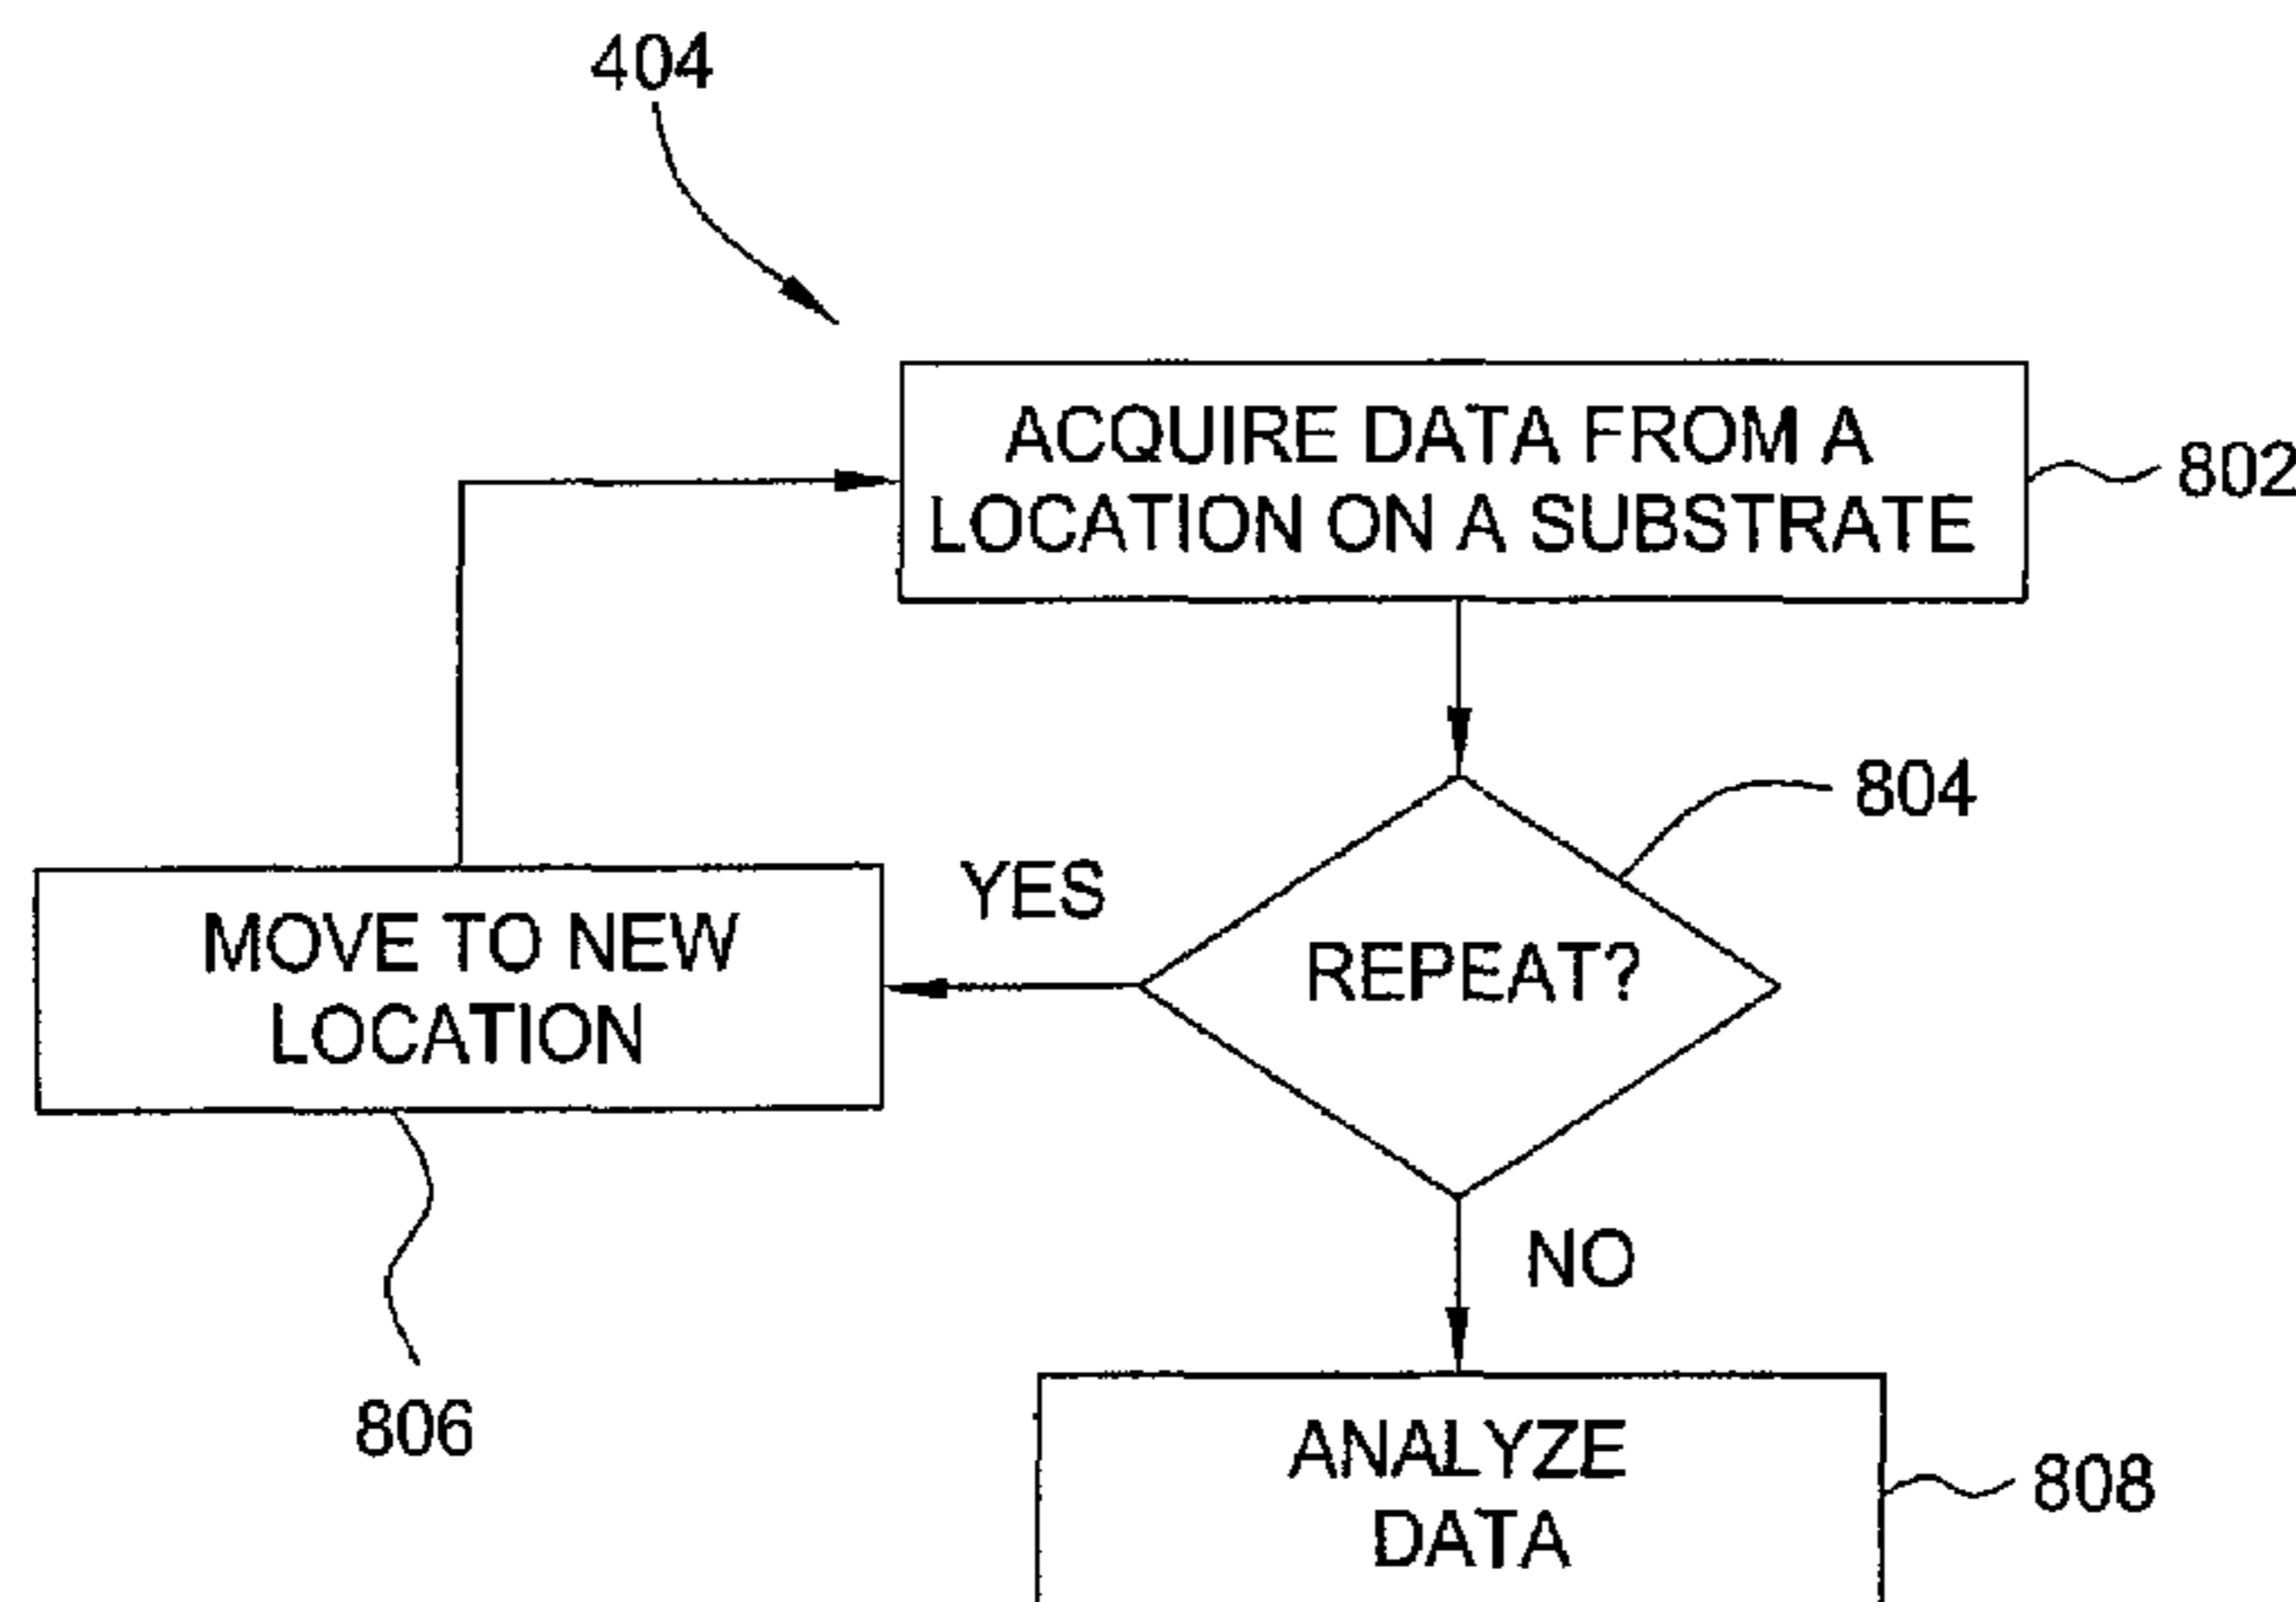 404
ACQUIRE DATA FROM A
LOCATION ON A SUBSTRATE
802
804
REPEAT?
YES
MOVE TO NEW
LOCATION
806
NO
ANALYZE
DATA
808